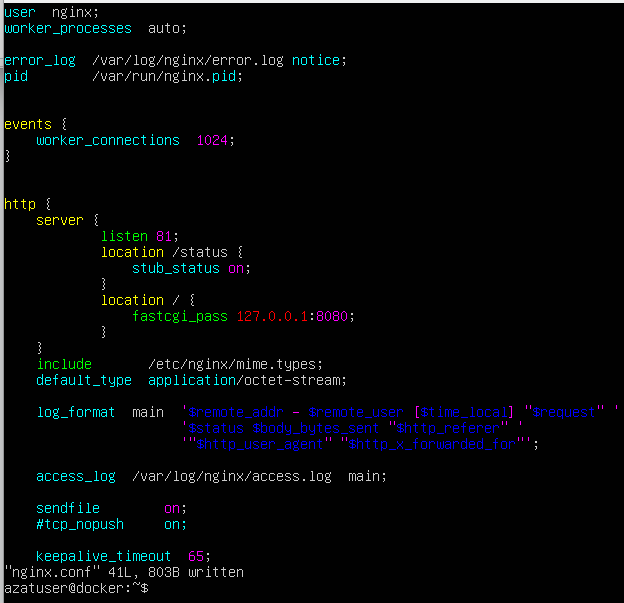 user  nginx;
worker_processes  auto;
error_log  /var/log/nginx/error.log notice;
pid        /var/run/nginx.pid;
events {
    worker_connections  1024;
}
http {
    server {
            listen 81;
            location /status {
                stub_status on;
            }
            location / {
                fastcgi_pass 127.0.0.1:8080;
            }
    }
    include       /etc/nginx/mime.types;
    default_type  application/octet-stream;
    log_format  main  '$remote_addr - $remote_user [$time_local] "$request" '
                      '$status $body_bytes_sent "$http_referer" '
                      '"$http_user_agent" "$http_x_forwarded_for"';
    access_log  /var/log/nginx/access.log  main;
    sendfile        on;
    #tcp_nopush     on;
    keepalive_timeout  65;
"nginx.conf" 41L, 803B written
azatuser@docker:~$